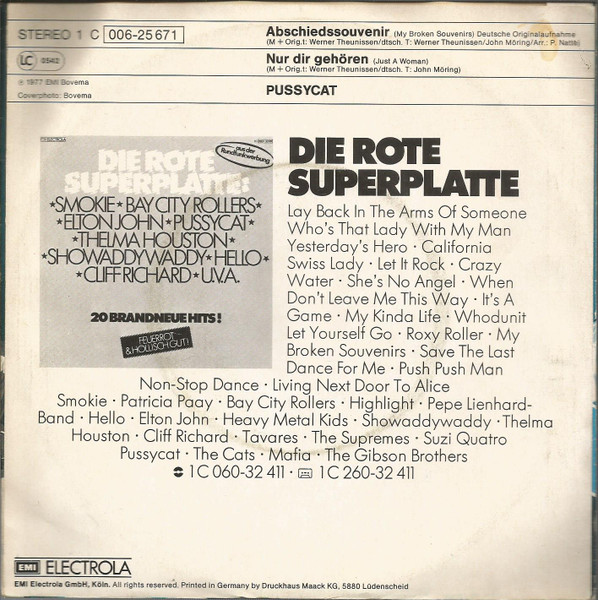 STEREO 1 C 006-25 671
LC 0542
℗ 1977 EMI Bovema
Coverphoto: Bovema
Abschiedssouvenir (My Broken Souvenirs) Deutsche Originalaufnahme
(M + Orig.t: Werner Theunissen/dtsch. T: Werner Theunissen/John Möring/Arr.: P. Natté)
Nur dir gehören (Just A Woman)
(M + Orig.t: Werner Theunissen/dtsch. T: John Möring)
PUSSYCAT
ELECTROLA
aus der
Rundfunkwerbung
DIE ROTE
SUPERPLATTE!
*SMOKIE*BAY CITY ROLLERS*
*ELTON JOHN*PUSSYCAT*
*THELMA HOUSTON*
*SHOWADDYWADDY*HELLO*
*CLIFF RICHARD*U.V.A.
20 BRANDNEUE HITS!
FEUERROT
& HÖLLISCH GUT!
DIE ROTE
SUPERPLATTE
Lay Back In The Arms Of Someone
Who's That Lady With My Man
Yesterday's Hero · California
Swiss Lady · Let It Rock · Crazy
Water · She's No Angel · When
Don't Leave Me This Way · It's A
Game · My Kinda Life · Whodunit
Let Yourself Go · Roxy Roller · My
Broken Souvenirs · Save The Last
Dance For Me · Push Push Man
Non-Stop Dance · Living Next Door To Alice
Smokie · Patricia Paay · Bay City Rollers · Highlight · Pepe Lienhard-
Band · Hello · Elton John · Heavy Metal Kids · Showaddywaddy · Thelma
Houston · Cliff Richard · Tavares · The Supremes · Suzi Quatro
Pussycat · The Cats · Mafia · The Gibson Brothers
1C 060-32 411 · 1C 260-32 411
EMI ELECTROLA
EMI Electrola GmbH, Köln. All rights reserved. Printed in Germany by Druckhaus Maack KG, 5880 Lüdenscheid